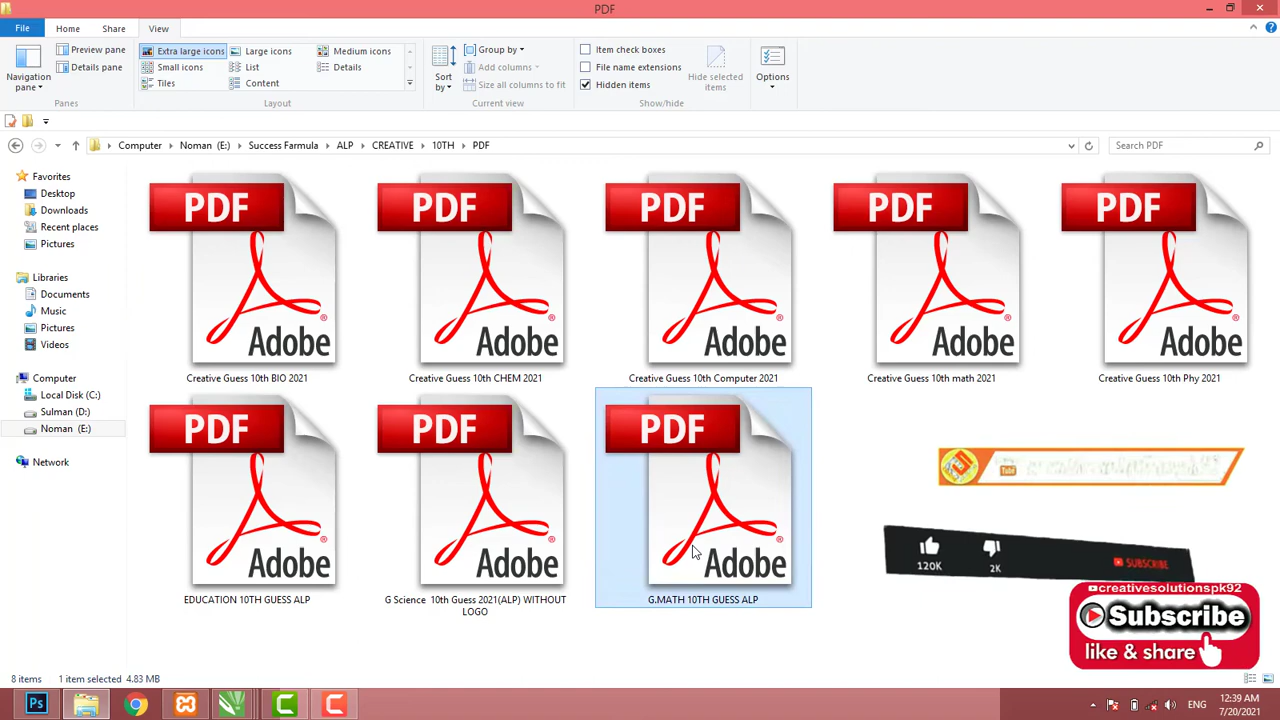 PDF
File
Home
Share
View
Navigation pane
Preview pane
Details pane
Panes
Extra large icons
Large icons
Medium icons
Small icons
List
Details
Tiles
Content
Layout
Sort by
Group by
Add columns
Size all columns to fit
Current view
Item check boxes
File name extensions
Hidden items
Hide selected items
Show/hide
Options
Computer
Noman (E:)
Success Farmula
ALP
CREATIVE
10TH
PDF
Search PDF
Favorites
Desktop
Downloads
Recent places
Pictures
Libraries
Documents
Music
Pictures
Videos
Computer
Local Disk (C:)
Sulman (D:)
Noman (E:)
Network
PDF
Adobe
Creative Guess 10th BIO 2021
PDF
Adobe
Creative Guess 10th CHEM 2021
PDF
Adobe
Creative Guess 10th Computer 2021
PDF
Adobe
Creative Guess 10th math 2021
PDF
Adobe
Creative Guess 10th Phy 2021
PDF
Adobe
EDUCATION 10TH GUESS ALP
PDF
Adobe
G Science 10th Guess 2021(ALP) WITHOUT
LOGO
PDF
Adobe
G.MATH 10TH GUESS ALP
120K
2K
SUBSCRIBE
@creativesolutionspk92
Subscribe
like & share
8 items
1 item selected 4.83 MB
Ps
ENG
12:39 AM
7/20/2021